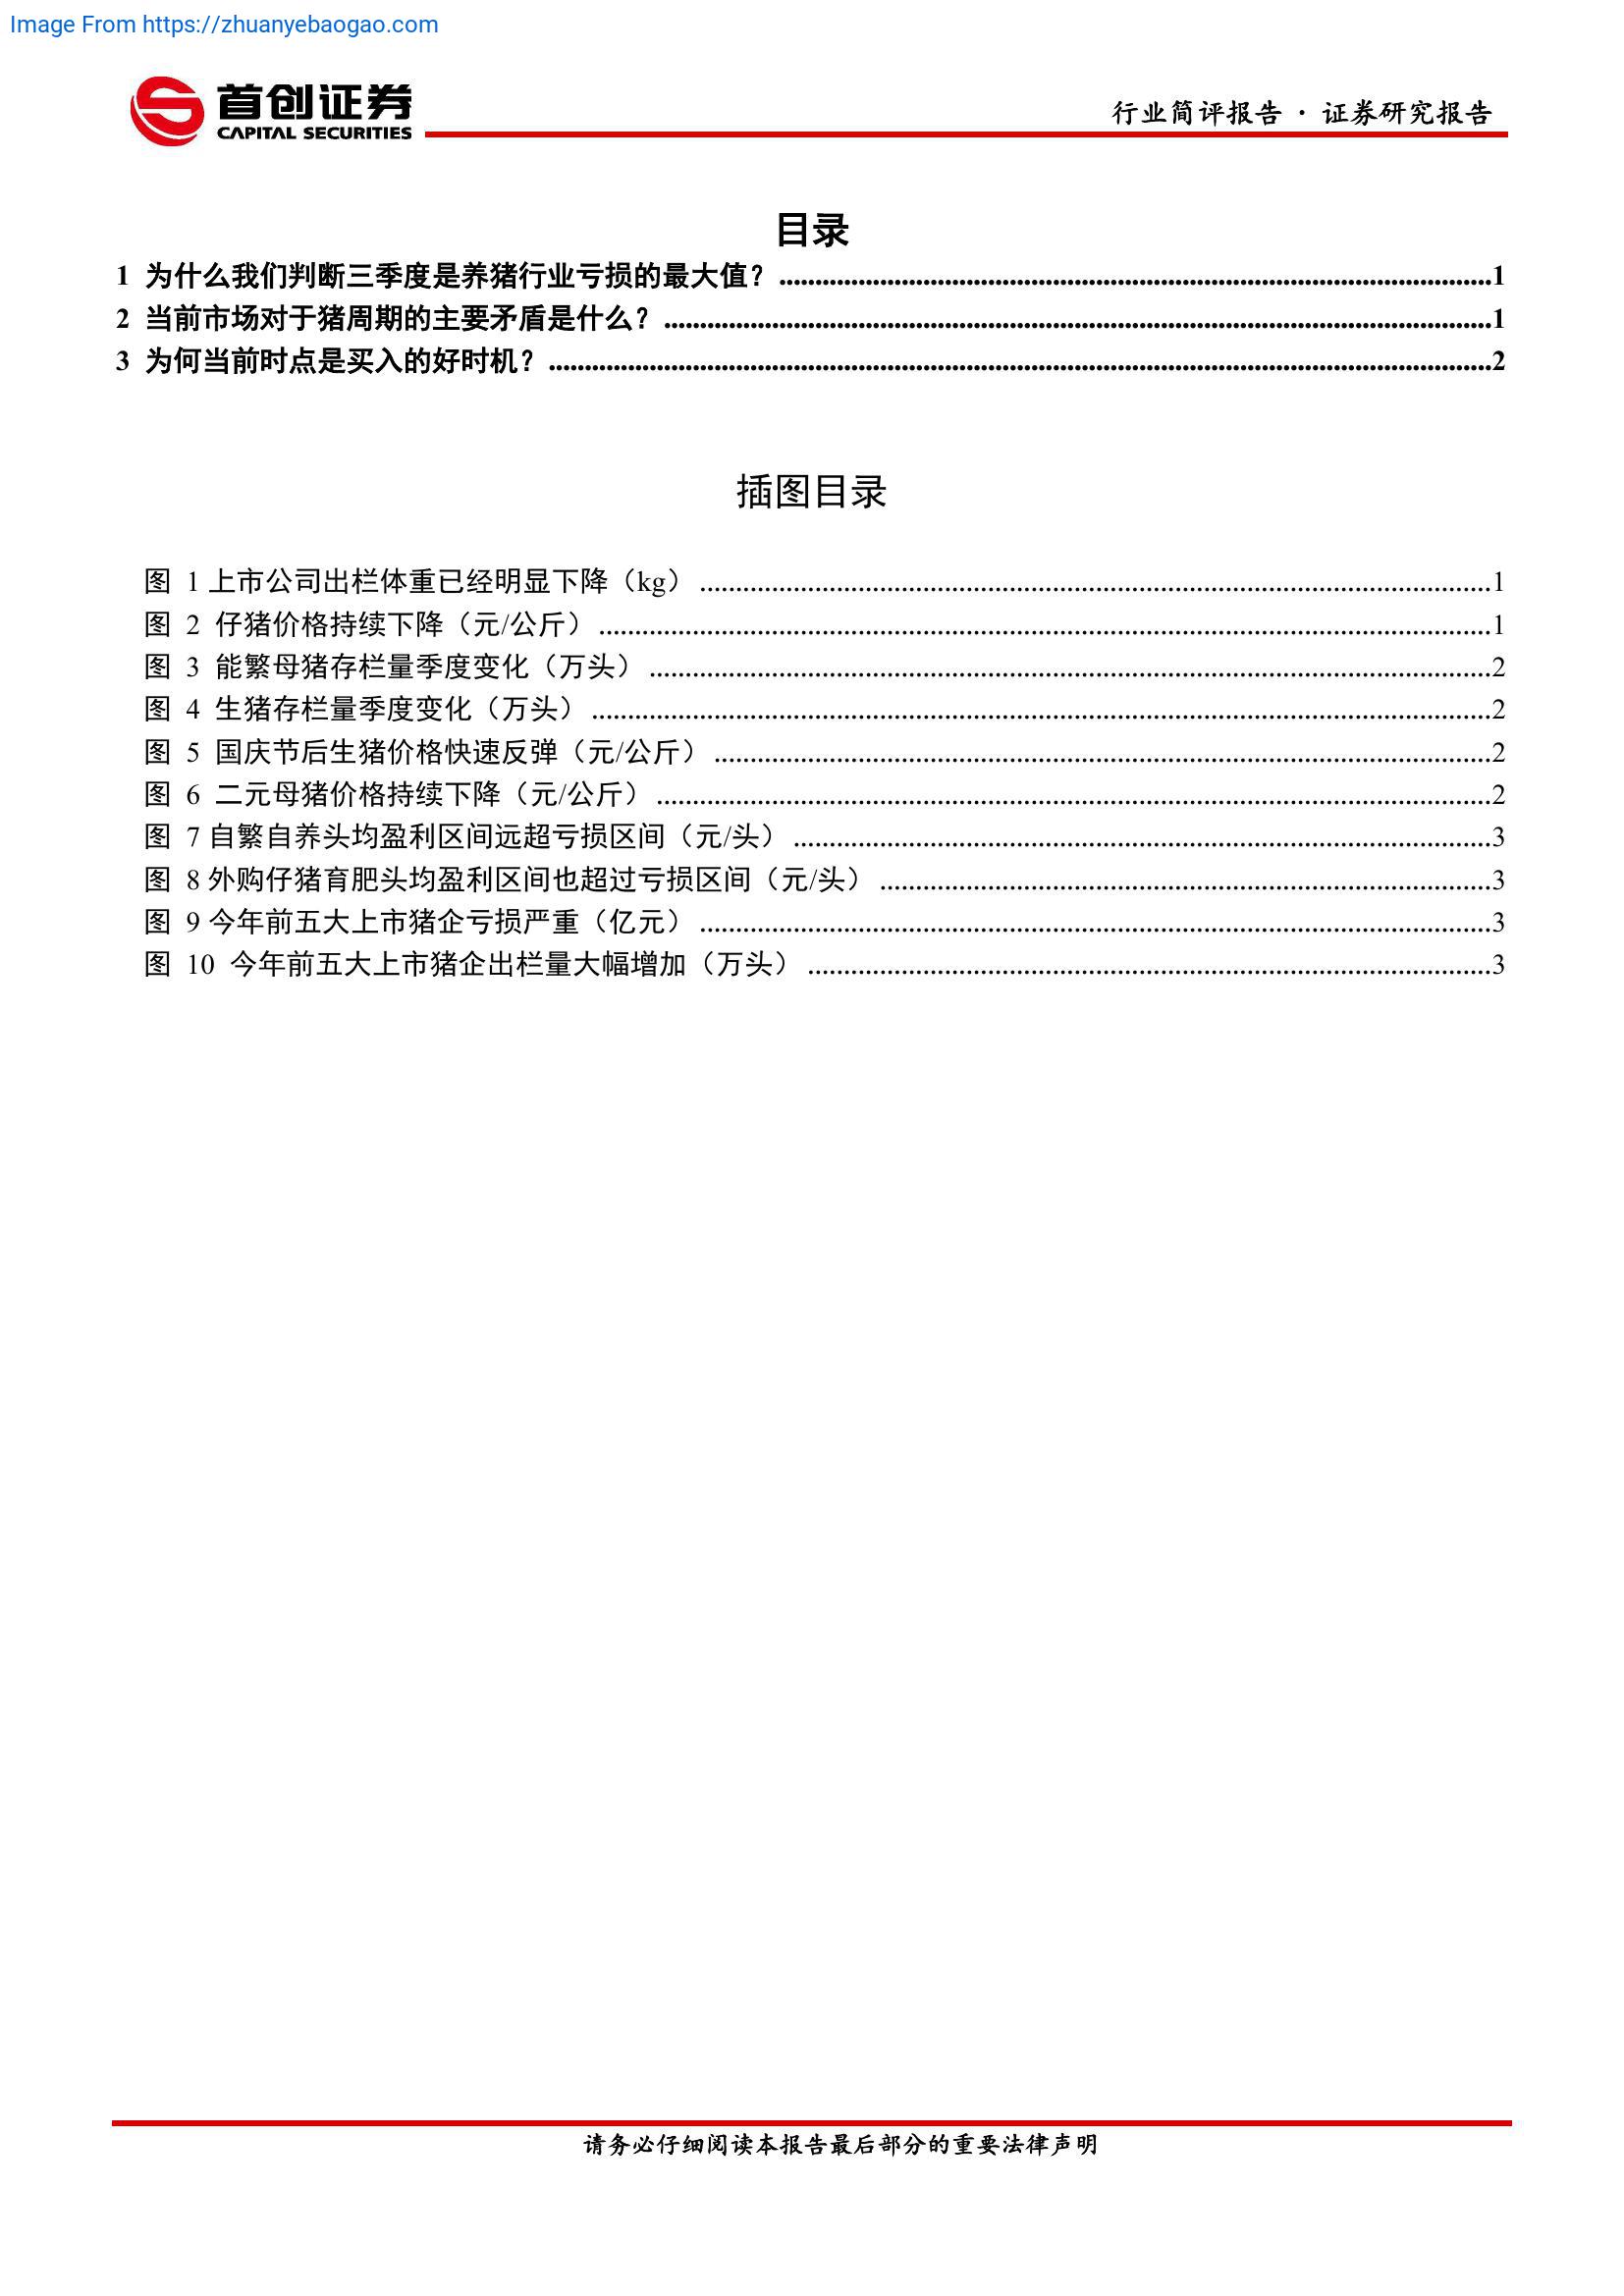 Image From https://zhuanyebaogao.com
首创证券
CAPITAL SECURITIES
行业简评报告 · 证券研究报告
目录
1 为什么我们判断三季度是养猪行业亏损的最大值？ ........................................1
2 当前市场对于猪周期的主要矛盾是什么？ ........................................1
3 为何当前时点是买入的好时机？ ........................................2
插图目录
图 1 上市公司出栏体重已经明显下降（kg） ........................................1
图 2 仔猪价格持续下降（元/公斤） ........................................1
图 3 能繁母猪存栏量季度变化（万头） ........................................2
图 4 生猪存栏量季度变化（万头） ........................................2
图 5 国庆节后生猪价格快速反弹（元/公斤） ........................................2
图 6 二元母猪价格持续下降（元/公斤） ........................................2
图 7 自繁自养头均盈利区间远超亏损区间（元/头） ........................................3
图 8 外购仔猪育肥头均盈利区间也超过亏损区间（元/头） ........................................3
图 9 今年前五大上市猪企亏损严重（亿元） ........................................3
图 10 今年前五大上市猪企出栏量大幅增加（万头） ........................................3
请务必仔细阅读本报告最后部分的重要法律声明